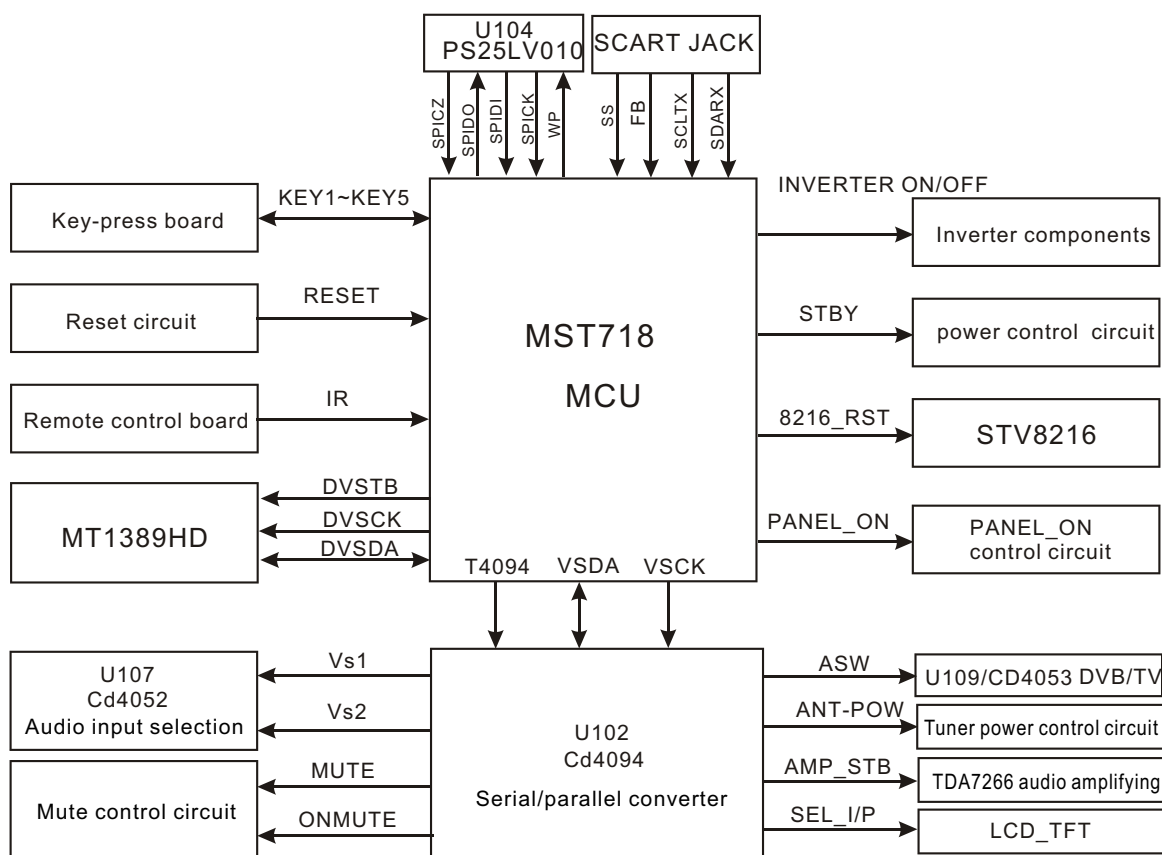 U104
PS25LV010
SCART JACK
SPICZ
SPIDO
SPIDI
SPICK
WP
SS
FB
SCLTX
SDARX
INVERTER ON/OFF
Key-press board
KEY1~KEY5
Inverter components
Reset circuit
RESET
MST718
MCU
STBY
power control circuit
Remote control board
IR
8216_RST
STV8216
MT1389HD
DVSTB
DVSCK
DVSDA
PANEL_ON
PANEL_ON
control circuit
T4094
VSDA
VSCK
U107
Cd4052
Audio input selection
Vs1
Vs2
U102
Cd4094
Serial/parallel converter
ASW
U109/CD4053 DVB/TV
ANT-POW
Tuner power control circuit
Mute control circuit
MUTE
ONMUTE
AMP_STB
TDA7266 audio amplifying
SEL_I/P
LCD_TFT